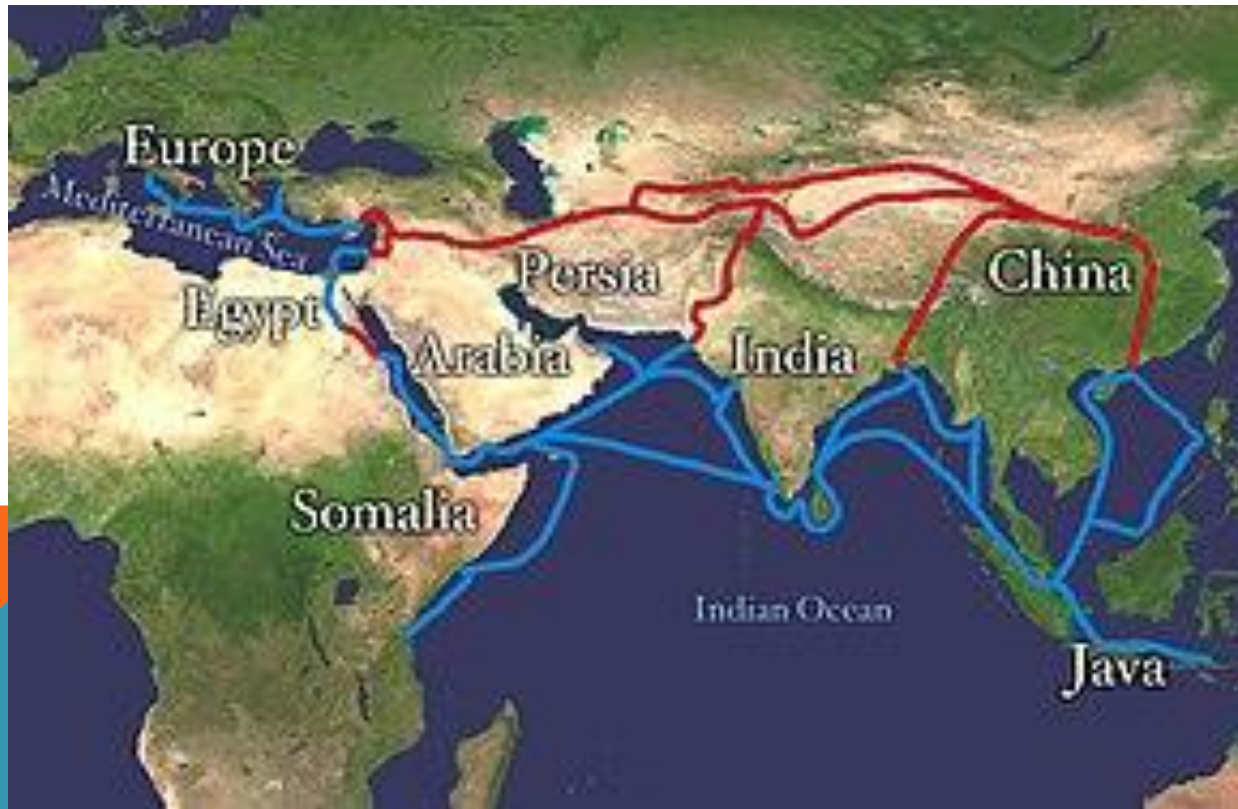 Europe
Mediterranean Sea
Egypt
Persia
Arabia
China
India
Somalia
Indian Ocean
Java